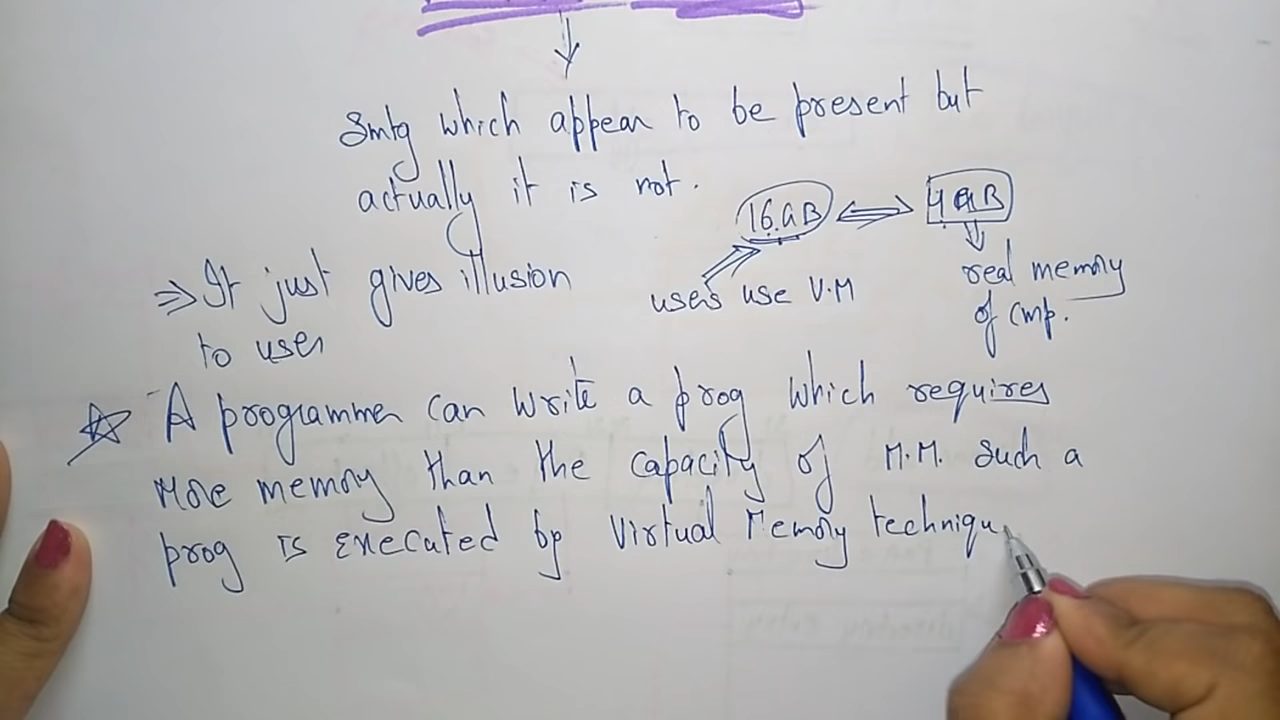 Smtg which appear to be present but
actually it is not.
16.GB ⇔ 4GB
⇒ It just gives illusion
to user
users use V.M
real memory
of Cmp.
A programmer can write a prog which requires
More memory than the capacity of M.M. Such a
prog is executed by Virtual Memory techniqu